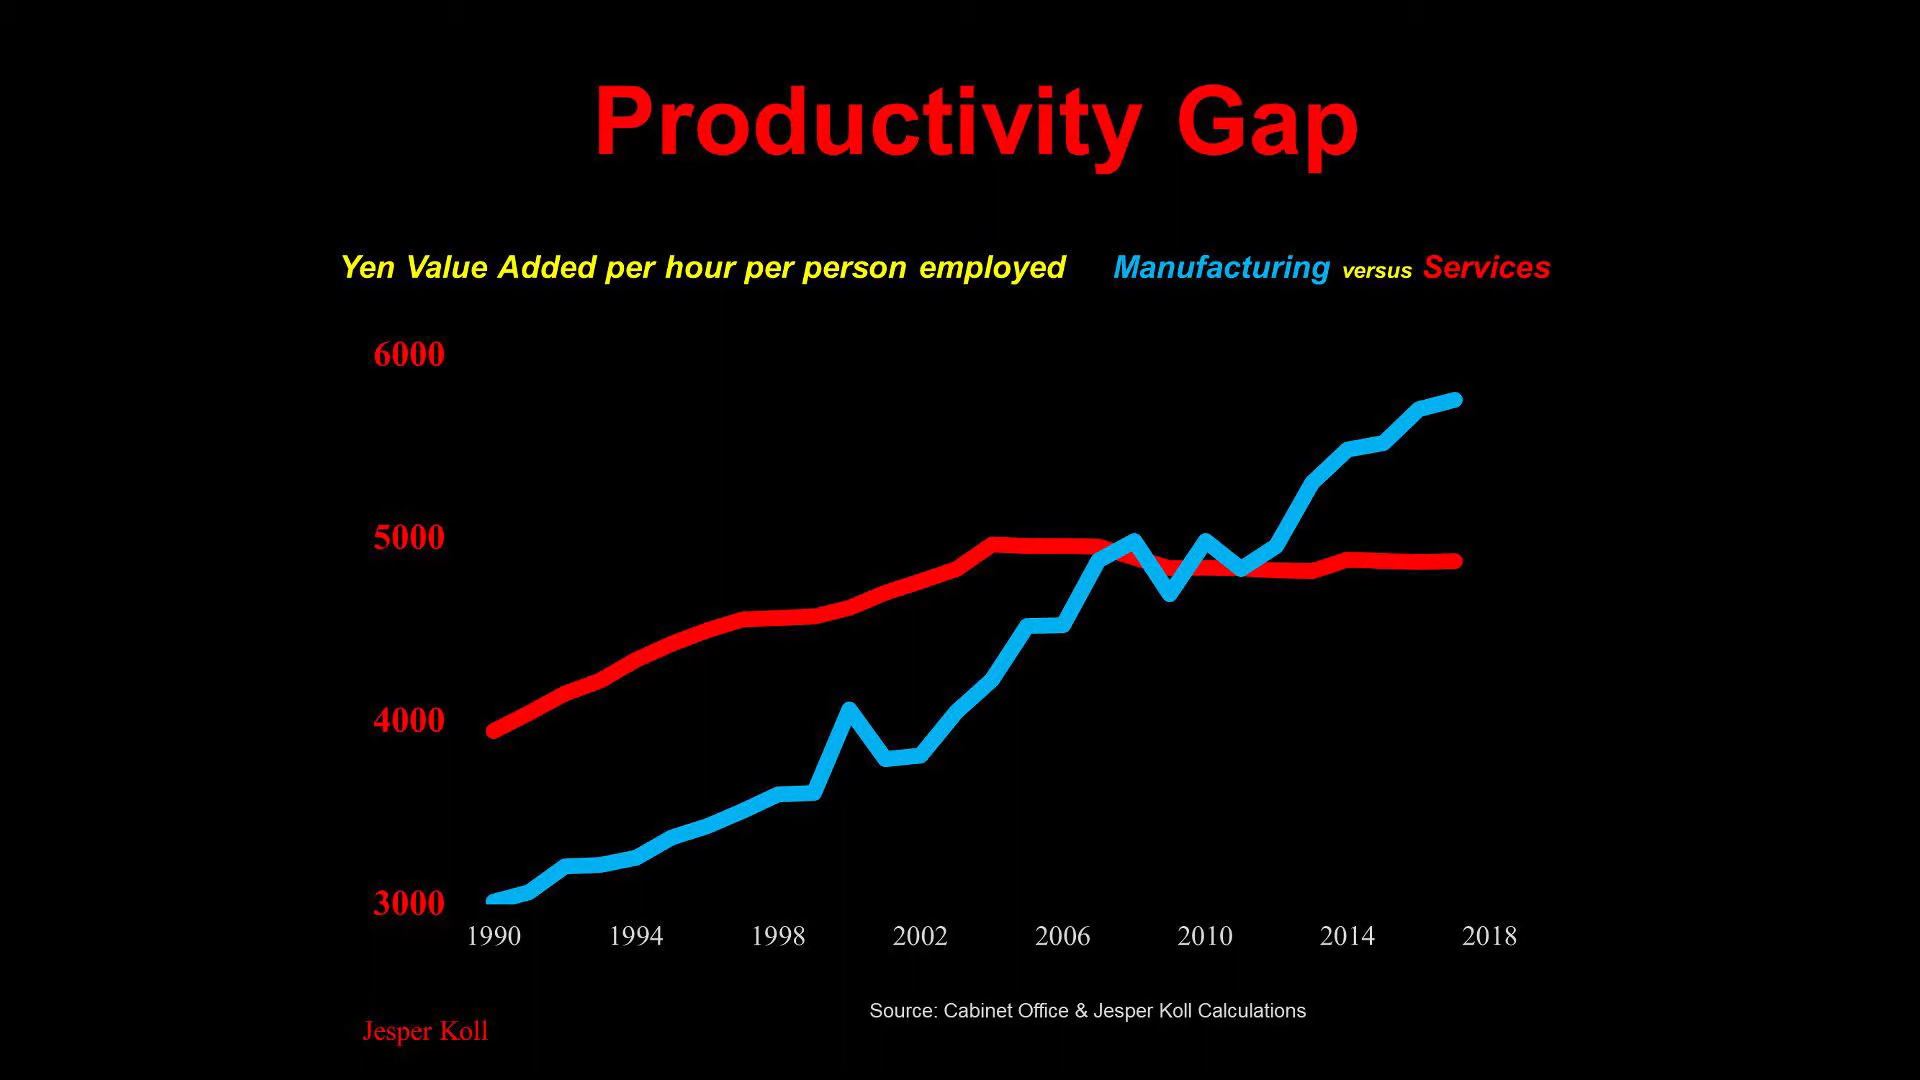 Productivity Gap
Yen Value Added per hour per person employed Manufacturing versus Services
6000
5000
4000
3000
1990 1994 1998 2002 2006 2010 2014 2018
Source: Cabinet Office & Jesper Koll Calculations
Jesper Koll